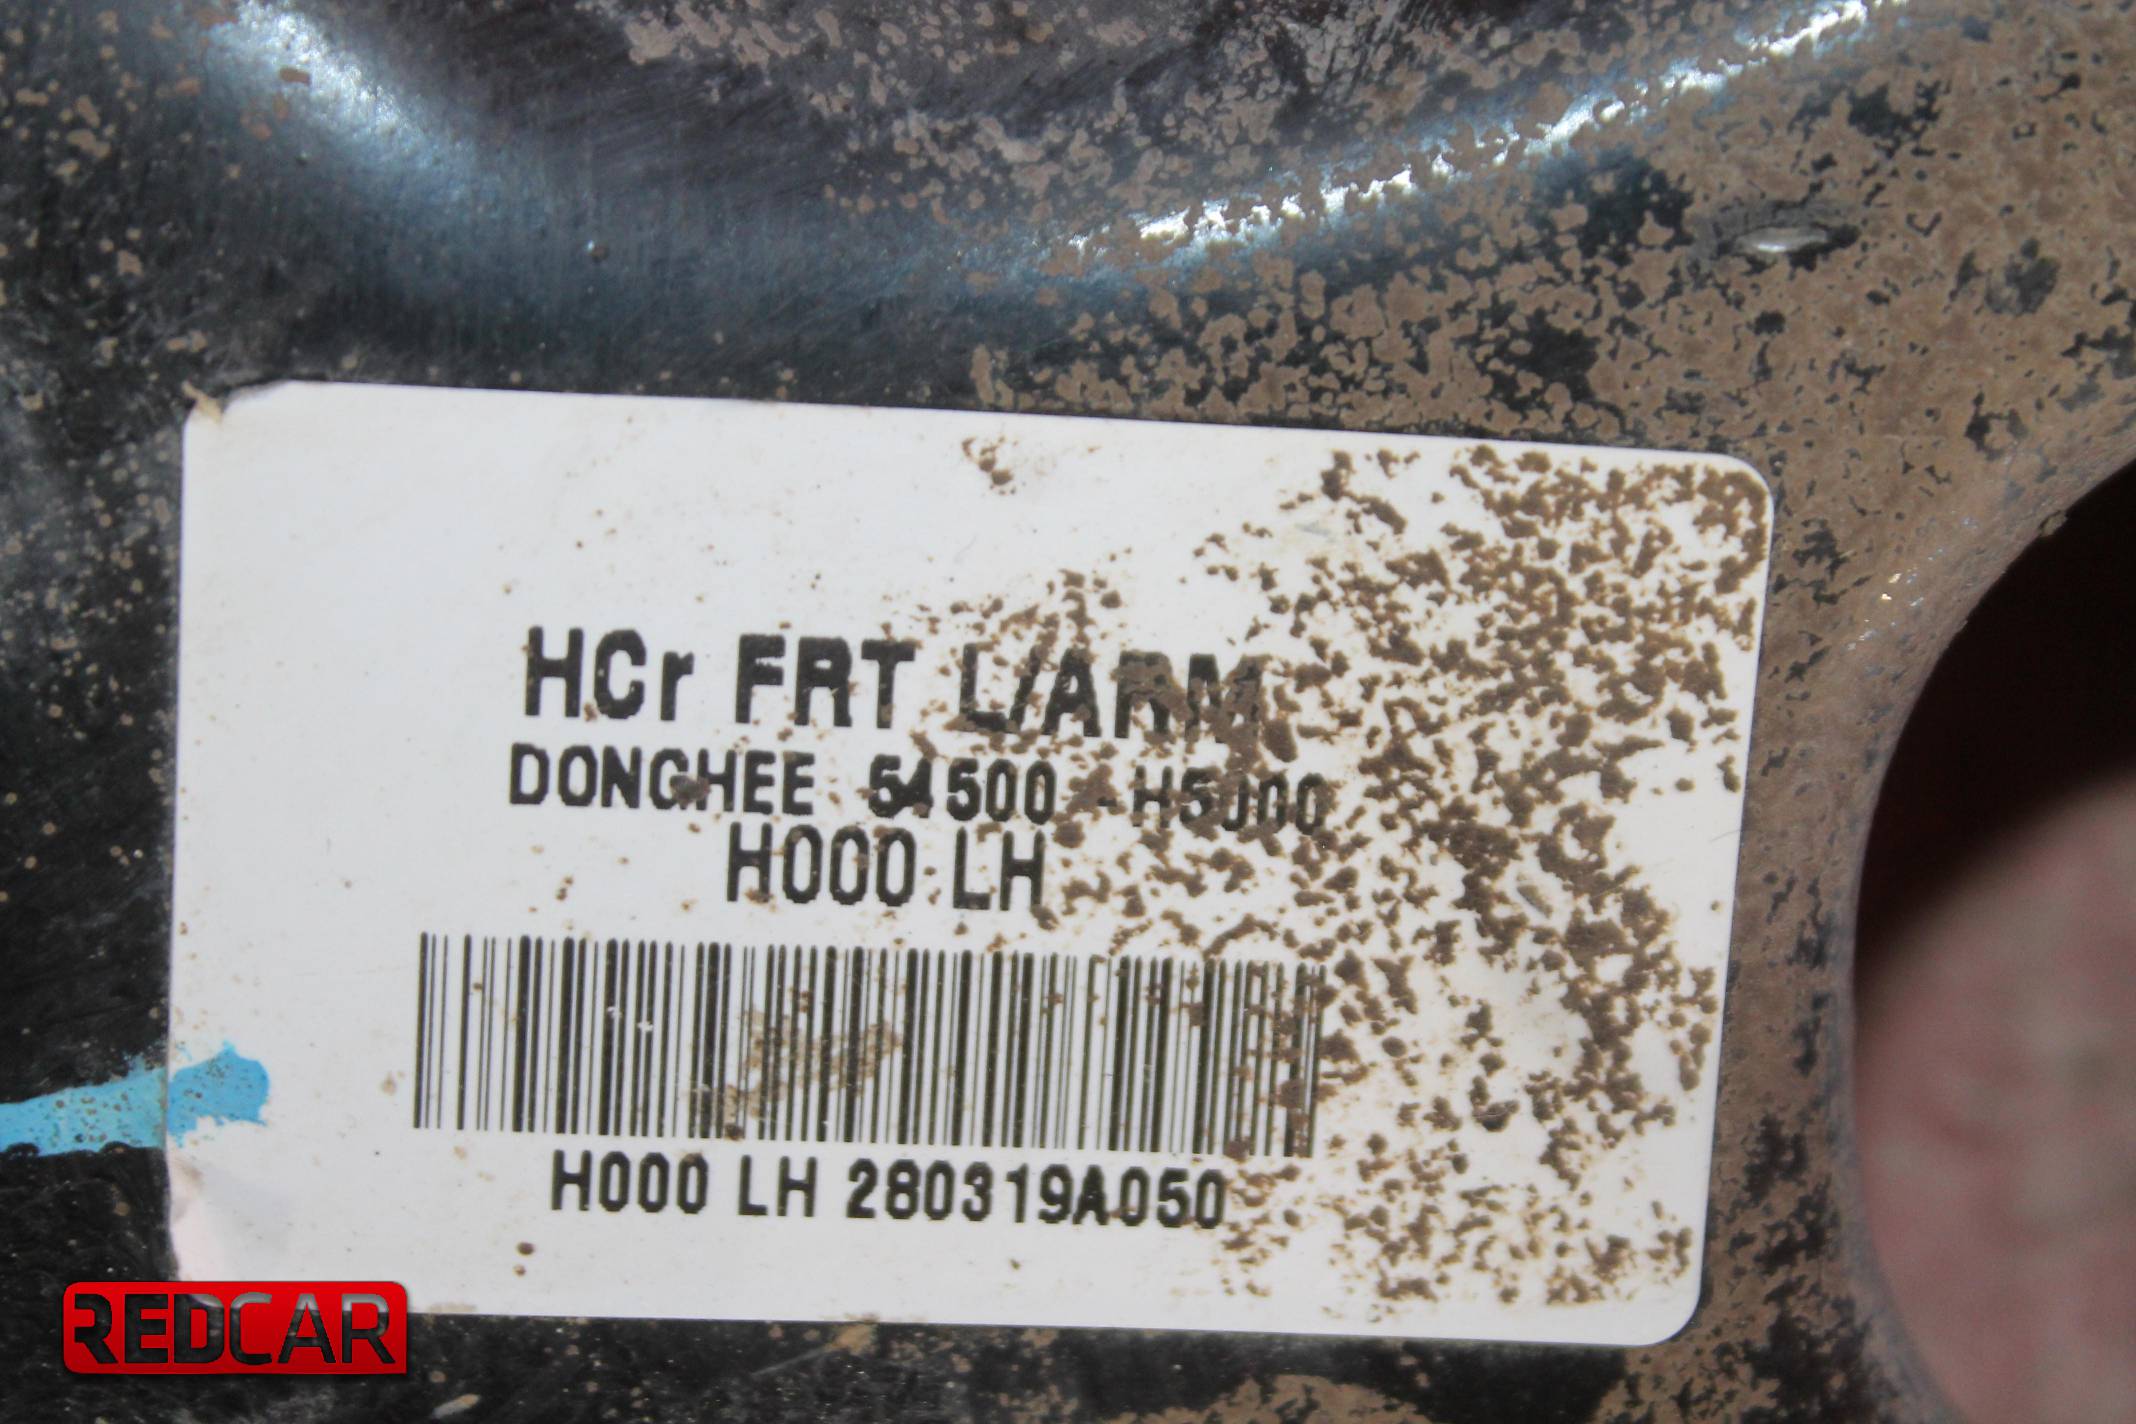 HCr FRT L/ARM
DONGHEE 54500 -H5000
H000 LH
H000 LH 280319A050
REDCAR